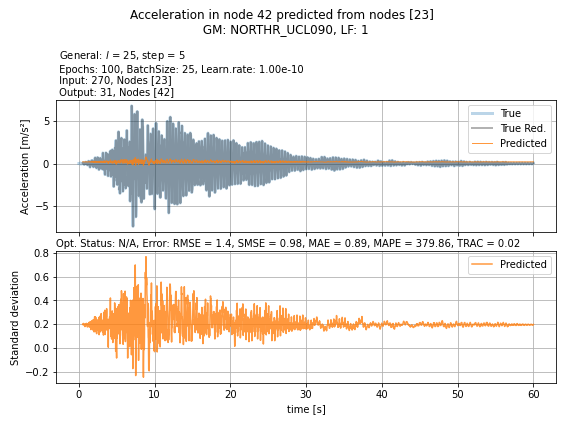 Acceleration in node 42 predicted from nodes [23]
GM: NORTHR_UCL090, LF: 1
General: l = 25, step = 5
Epochs: 100, BatchSize: 25, Learn.rate: 1.00e-10
Input: 270, Nodes [23]
Output: 31, Nodes [42]
Acceleration [m/s²]
5
0
−5
True
True Red.
Predicted
Opt. Status: N/A, Error: RMSE = 1.4, SMSE = 0.98, MAE = 0.89, MAPE = 379.86, TRAC = 0.02
Standard deviation
0.8
0.6
0.4
0.2
0.0
−0.2
Predicted
0 10 20 30 40 50 60
time [s]